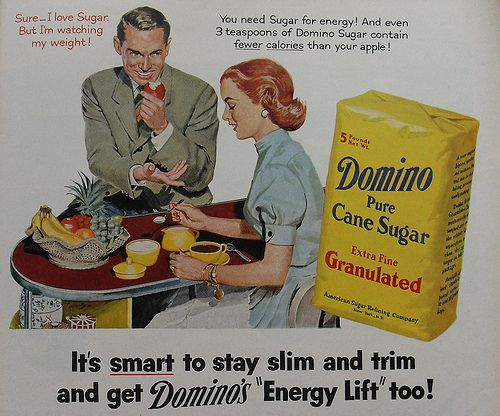 Sure—I love Sugar.
But I'm watching
my weight!
You need Sugar for energy! And even
3 teaspoons of Domino Sugar contain
fewer calories than your apple!
5 Pounds
Net Wt.
Domino
Pure
Cane Sugar
Extra Fine
Granulated
American Sugar Refining Company
New York, N.Y.
It's smart to stay slim and trim
and get Domino's "Energy Lift" too!